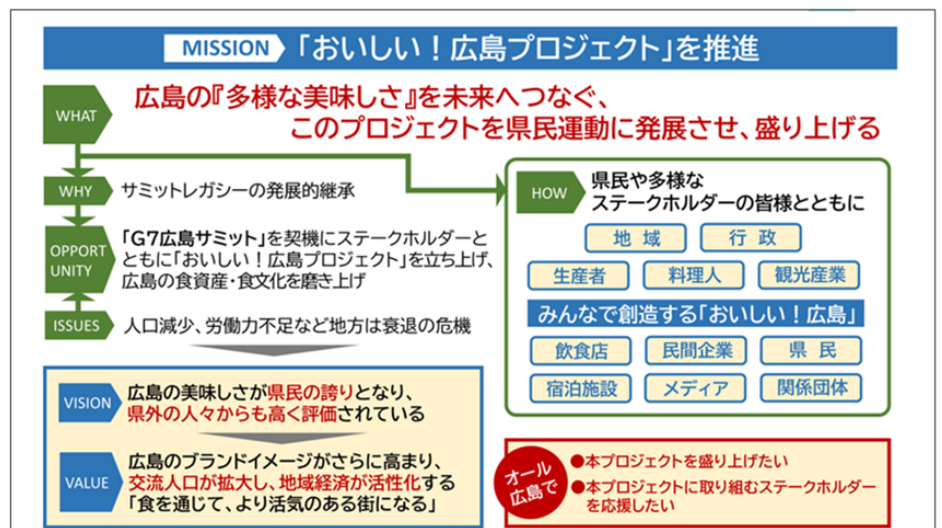 MISSION 「おいしい！広島プロジェクト」を推進
WHAT
広島の『多様な美味しさ』を未来へつなぐ、
このプロジェクトを県民運動に発展させ、盛り上げる
WHY
サミットレガシーの発展的継承
OPPORT
UNITY
「G7広島サミット」を契機にステークホルダーと
ともに「おいしい！広島プロジェクト」を立ち上げ、
広島の食資産・食文化を磨き上げ
ISSUES
人口減少、労働力不足など地方は衰退の危機
VISION
広島の美味しさが県民の誇りとなり、
県外の人々からも高く評価されている
VALUE
広島のブランドイメージがさらに高まり、
交流人口が拡大し、地域経済が活性化する
「食を通じて、より活気のある街になる」
HOW
県民や多様な
ステークホルダーの皆様とともに
地域 行政
生産者 料理人 観光産業
みんなで創造する「おいしい！広島」
飲食店 民間企業 県民
宿泊施設 メディア 関係団体
オール
広島で
●本プロジェクトを盛り上げたい
●本プロジェクトに取り組むステークホルダー
を応援したい